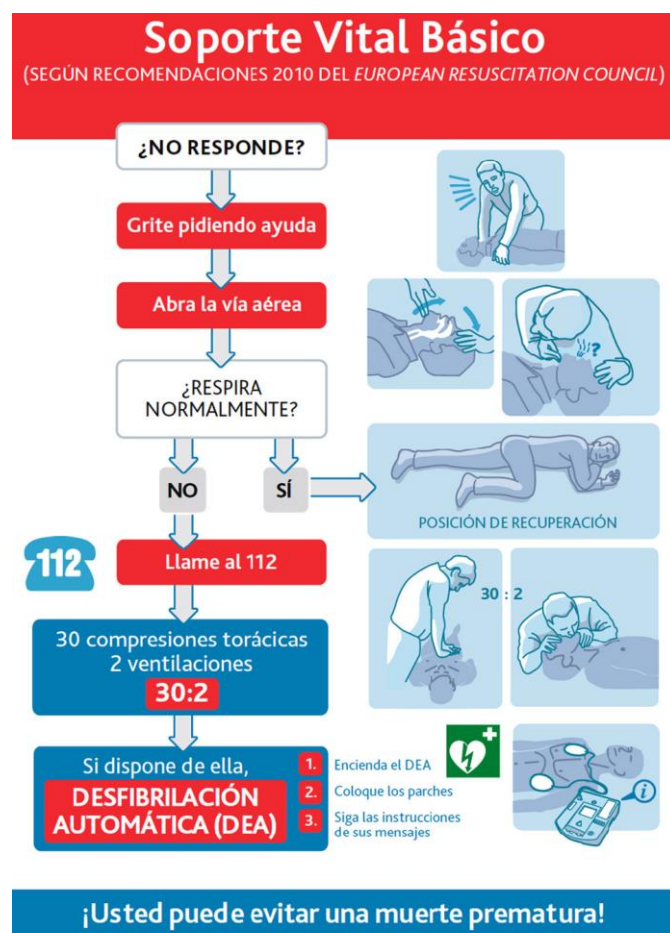 Soporte Vital Básico
(SEGÚN RECOMENDACIONES 2010 DEL EUROPEAN RESUSCITATION COUNCIL)
¿NO RESPONDE?
Grite pidiendo ayuda
Abra la vía aérea
?
¿RESPIRA
NORMALMENTE?
NO
SÍ
POSICIÓN DE RECUPERACIÓN
112
Llame al 112
30 : 2
30 compresiones torácicas
2 ventilaciones
30:2
Si dispone de ella,
DESFIBRILACIÓN
AUTOMÁTICA (DEA)
1. Encienda el DEA
2. Coloque los parches
3. Siga las instrucciones
de sus mensajes
i
¡Usted puede evitar una muerte prematura!